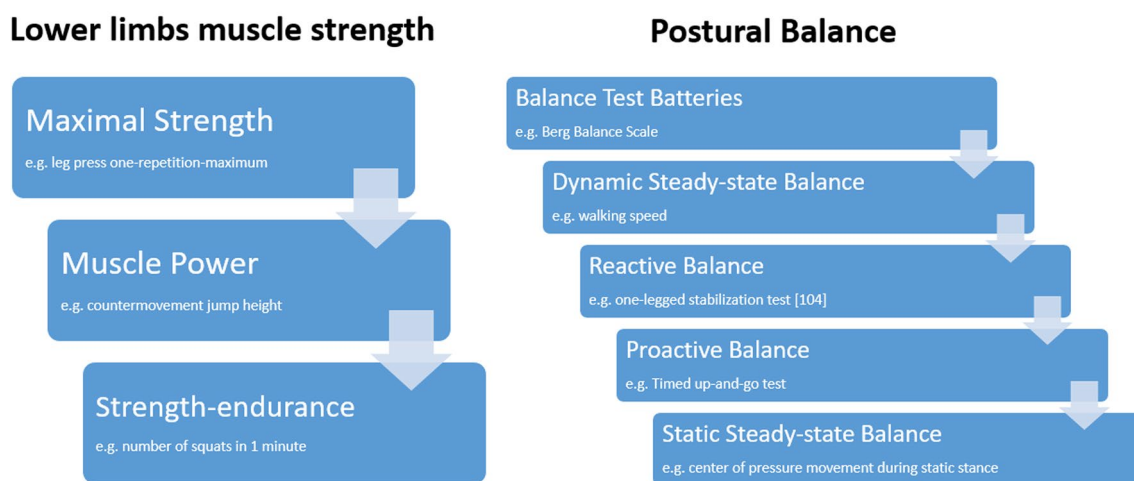 Lower limbs muscle strength
Maximal Strength
e.g. leg press one-repetition-maximum
Muscle Power
e.g. countermovement jump height
Strength-endurance
e.g. number of squats in 1 minute
Postural Balance
Balance Test Batteries
e.g. Berg Balance Scale
Dynamic Steady-state Balance
e.g. walking speed
Reactive Balance
e.g. one-legged stabilization test [104]
Proactive Balance
e.g. Timed up-and-go test
Static Steady-state Balance
e.g. center of pressure movement during static stance